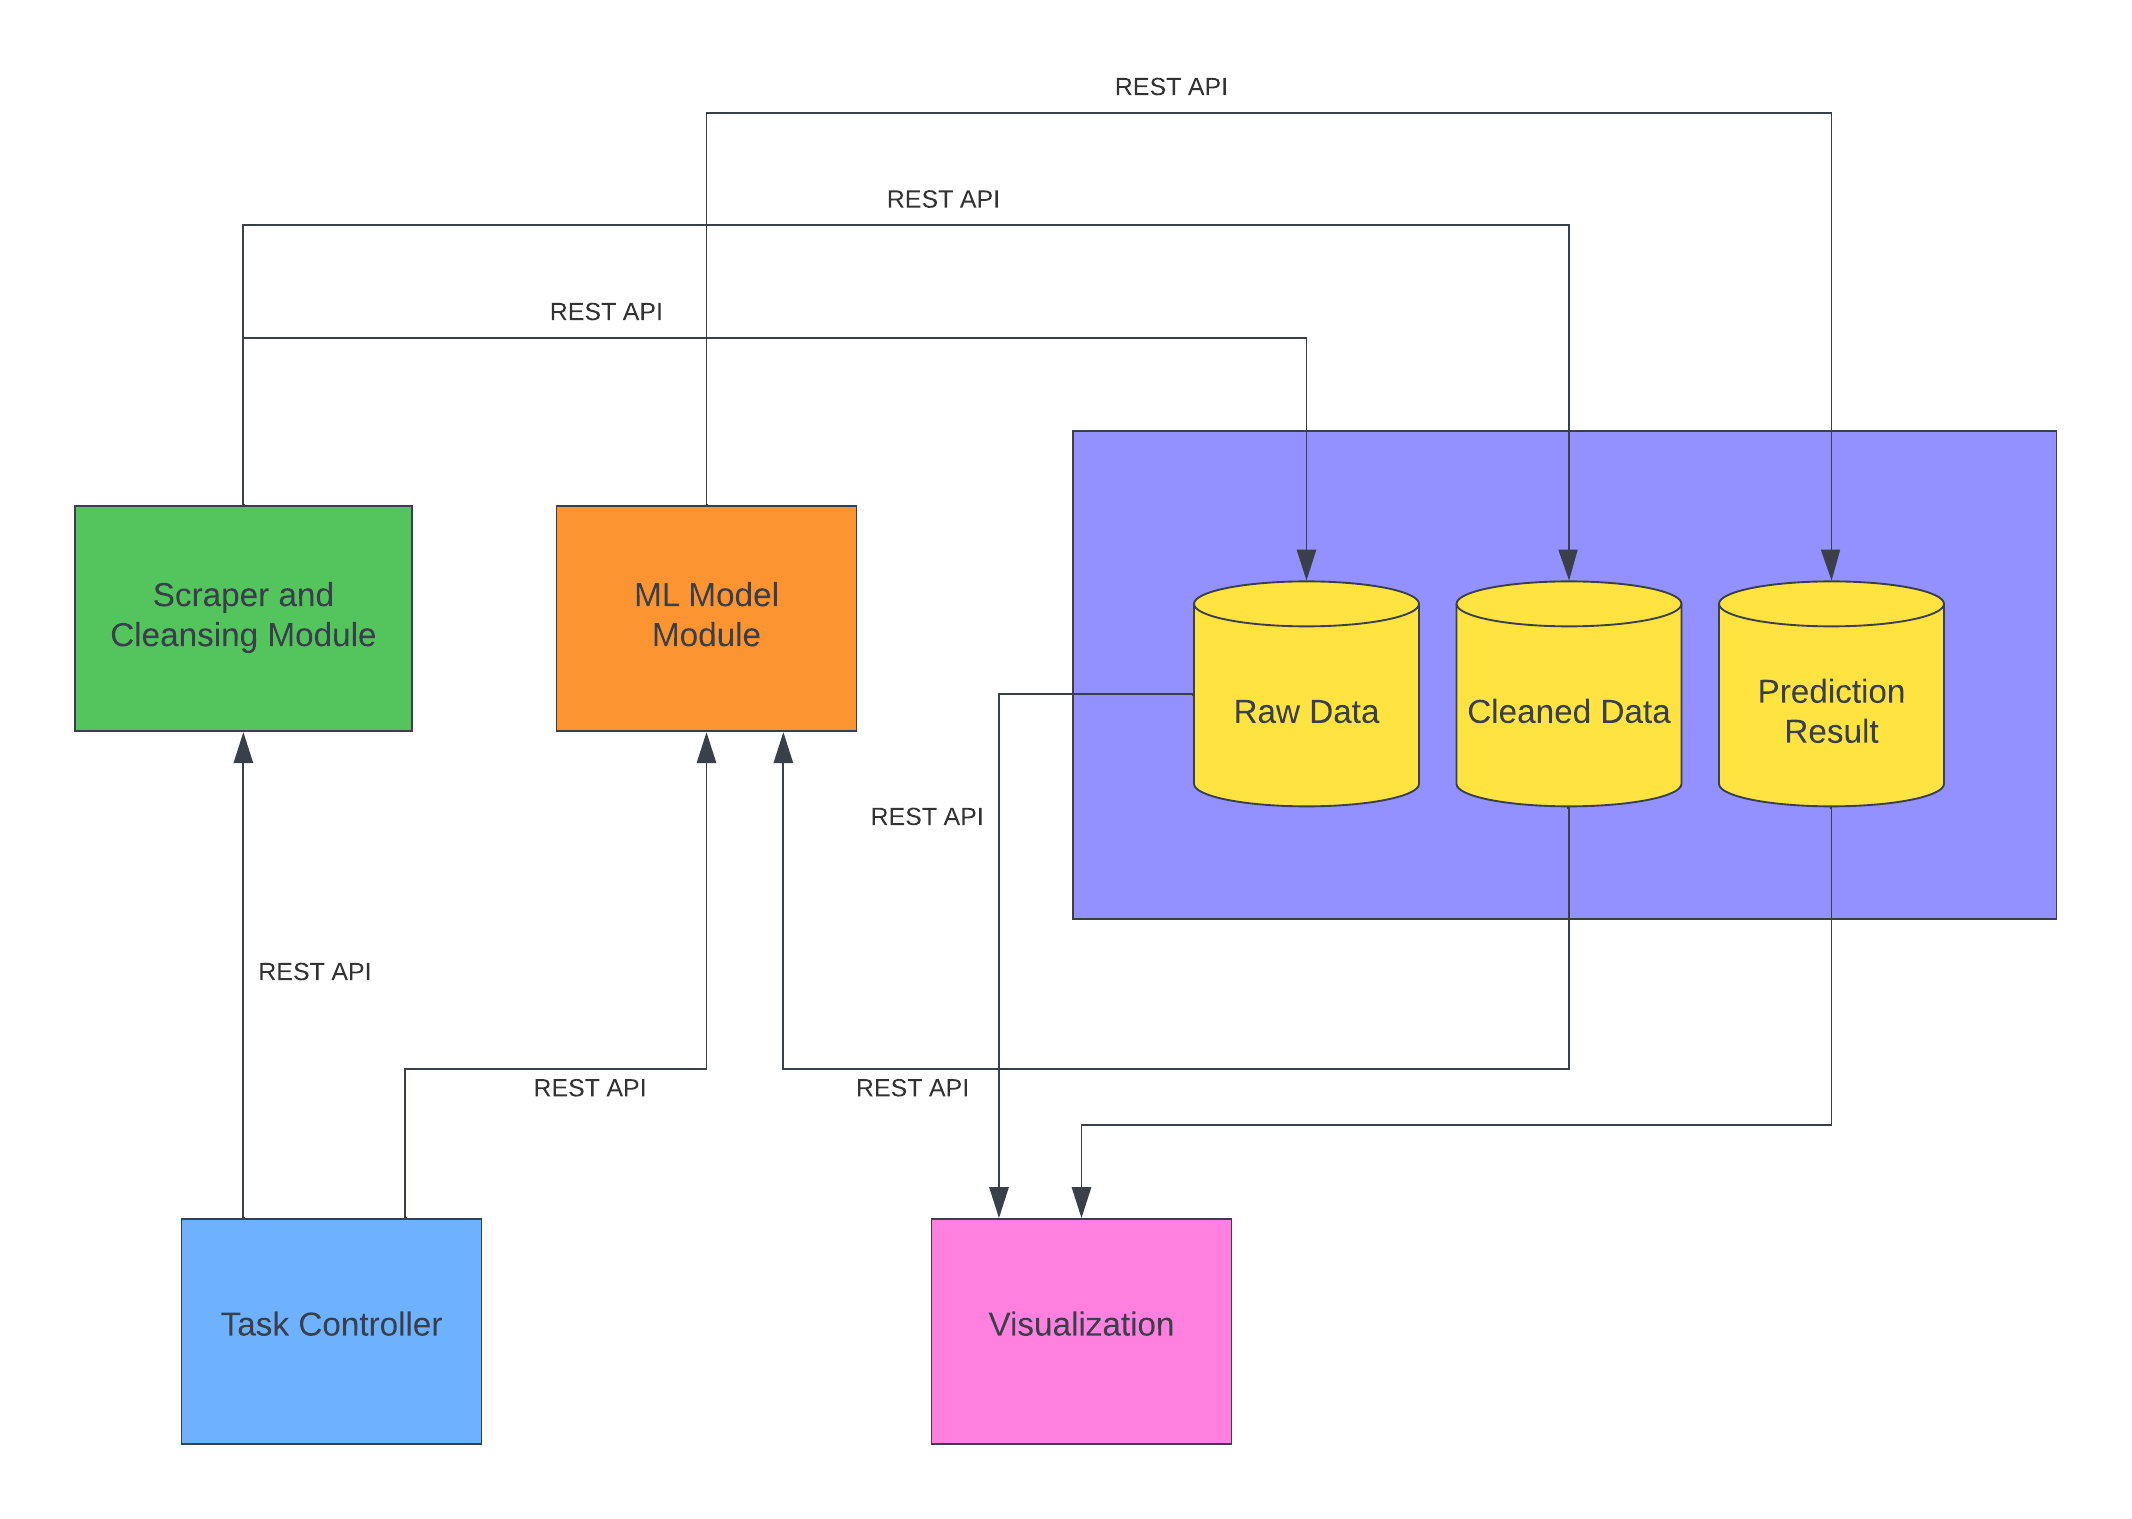 REST API
REST API
REST API
Scraper and
Cleansing Module
ML Model
Module
Raw Data
Cleaned Data
Prediction
Result
REST API
REST API
REST API
REST API
Task Controller
Visualization